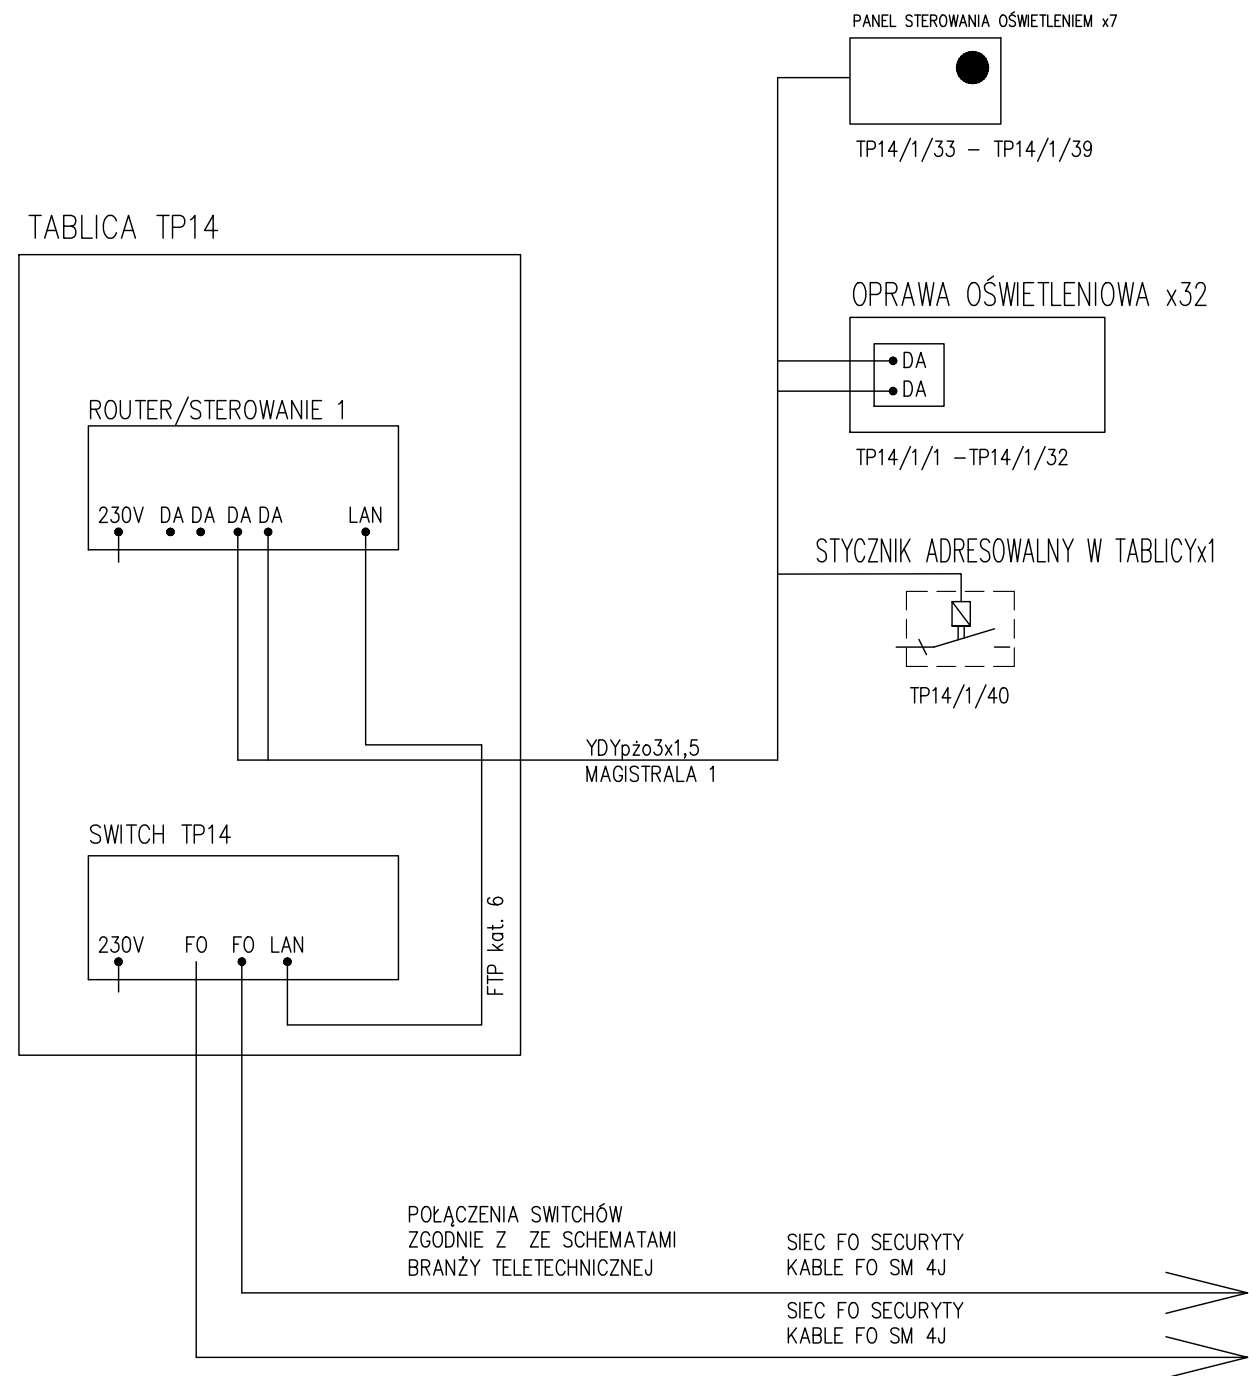 PANEL STEROWANIA OŚWIETLENIEM x7
TP14/1/33 - TP14/1/39
TABLICA TP14
OPRAWA OŚWIETLENIOWA x32
DA
DA
TP14/1/1 -TP14/1/32
ROUTER/STEROWANIE 1
230V DA DA DA DA LAN
STYCZNIK ADRESOWALNY W TABLICYx1
TP14/1/40
YDYpżo3x1,5
MAGISTRALA 1
SWITCH TP14
230V FO FO LAN
FTP kat. 6
POŁĄCZENIA SWITCHÓW
ZGODNIE Z ZE SCHEMATAMI
BRANŻY TELETECHNICZNEJ
SIEC FO SECURYTY
KABLE FO SM 4J
SIEC FO SECURYTY
KABLE FO SM 4J